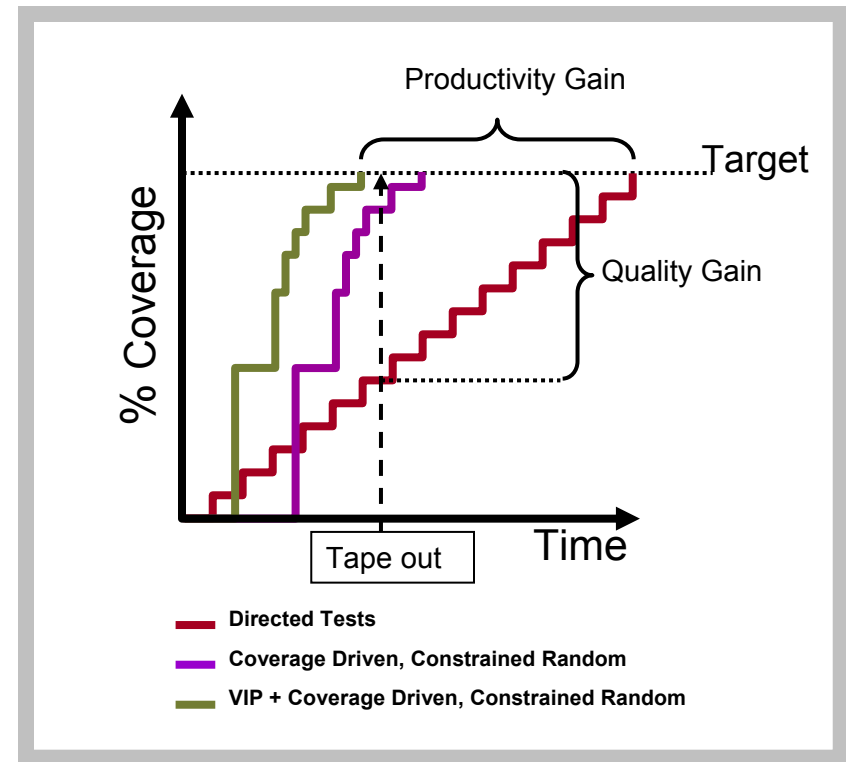 Productivity Gain
Target
% Coverage
Quality Gain
Tape out
Time
Directed Tests
Coverage Driven, Constrained Random
VIP + Coverage Driven, Constrained Random